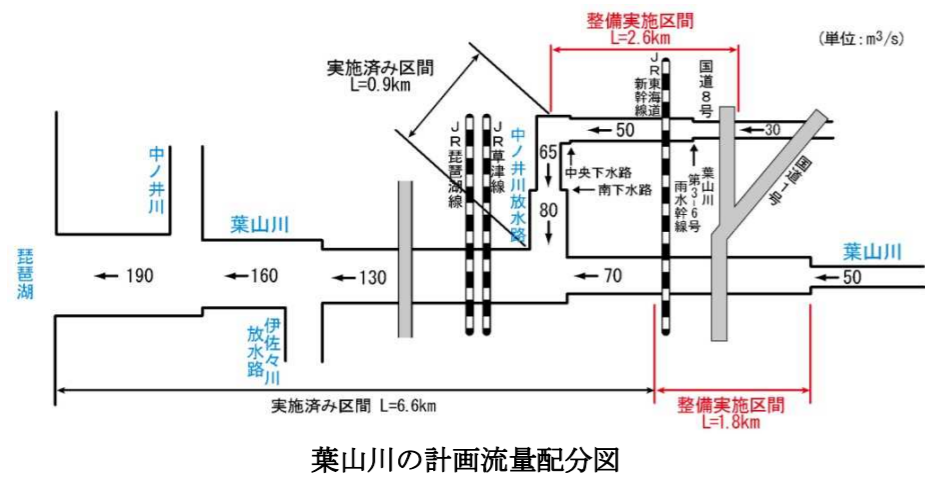 整備実施区間
L=2.6km
(単位:m³/s)
実施済み区間
L=0.9km
JR東海道
新幹線
国道8号
JR琵琶湖線
JR草津線
中ノ井川放水路
50
30
65
中央下水路
南下水路
葉山川
第3-6号
雨水幹線
国道1号
80
中ノ井川
葉山川
葉山川
琵琶湖
190
160
130
70
50
伊佐々川
放水路
実施済み区間 L=6.6km
整備実施区間
L=1.8km
葉山川の計画流量配分図